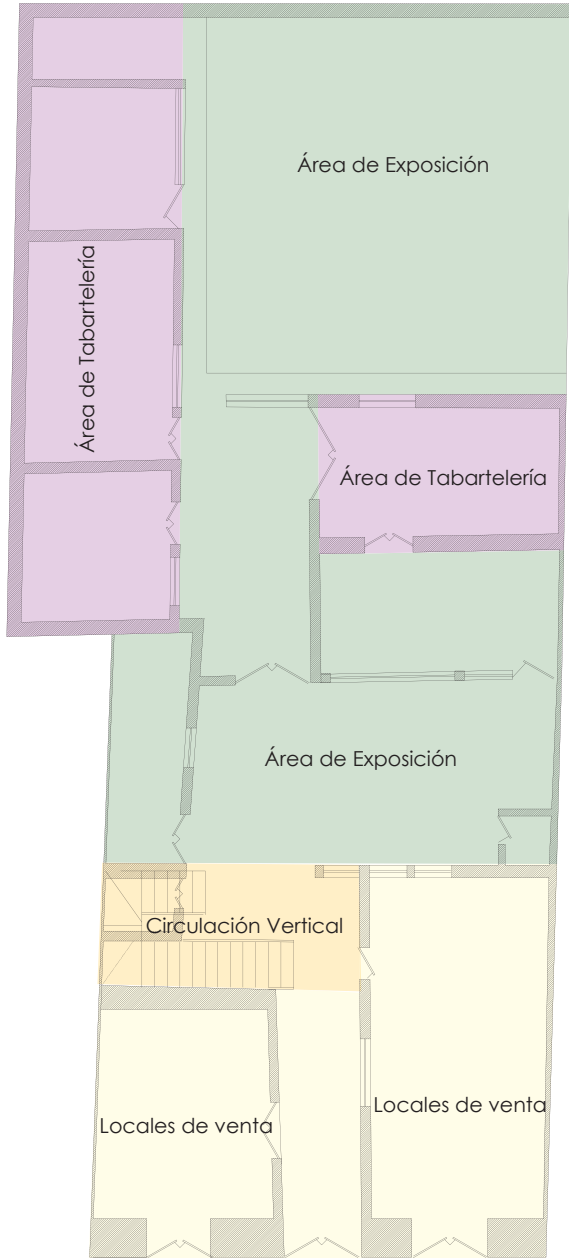 Área de Exposición
Área de Tabartelería
Área de Tabartelería
Área de Exposición
Circulación Vertical
Locales de venta
Locales de venta